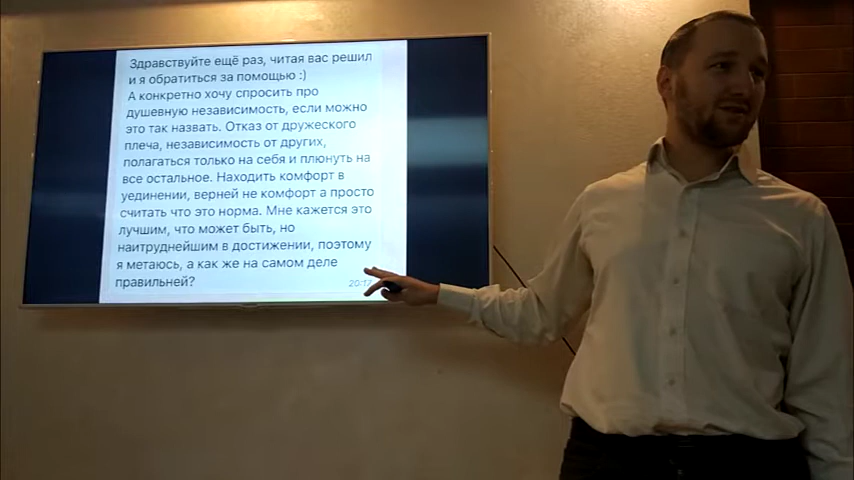 Здравствуйте ещё раз, читая вас решил
и я обратиться за помощью :)
А конкретно хочу спросить про
душевную независимость, если можно
это так назвать. Отказ от дружеского
плеча, независимость от других,
полагаться только на себя и плюнуть на
все остальное. Находить комфорт в
уединении, верней не комфорт а просто
считать что это норма. Мне кажется это
лучшим, что может быть, но
наитруднейшим в достижении, поэтому
я метаюсь, а как же на самом деле
правильней?